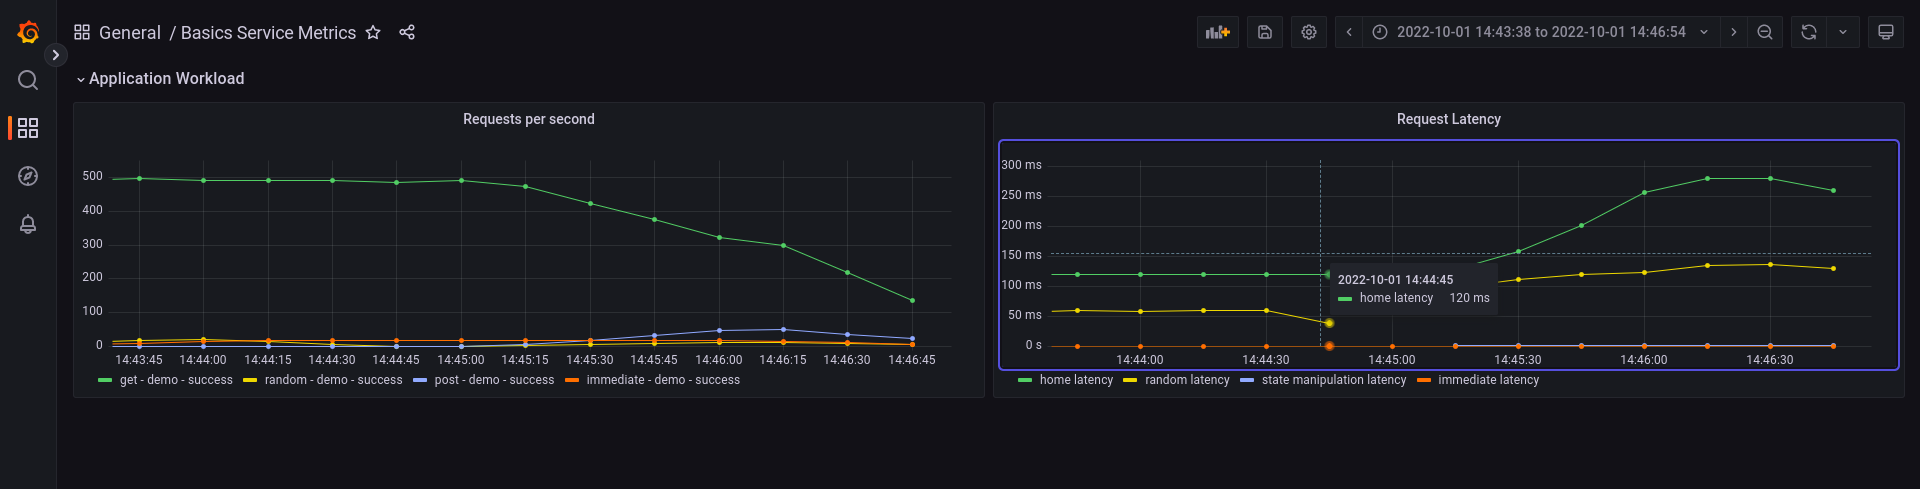 General / Basics Service Metrics
2022-10-01 14:43:38 to 2022-10-01 14:46:54
Application Workload
Requests per second
500
400
300
200
100
0
14:43:45 14:44:00 14:44:15 14:44:30 14:44:45 14:45:00 14:45:15 14:45:30 14:45:45 14:46:00 14:46:15 14:46:30 14:46:45
get - demo - success random - demo - success post - demo - success immediate - demo - success
Request Latency
300 ms
250 ms
200 ms
150 ms
100 ms
50 ms
0 s
2022-10-01 14:44:45
home latency 120 ms
14:44:00 14:44:30 14:45:00 14:45:30 14:46:00 14:46:30
home latency random latency state manipulation latency immediate latency